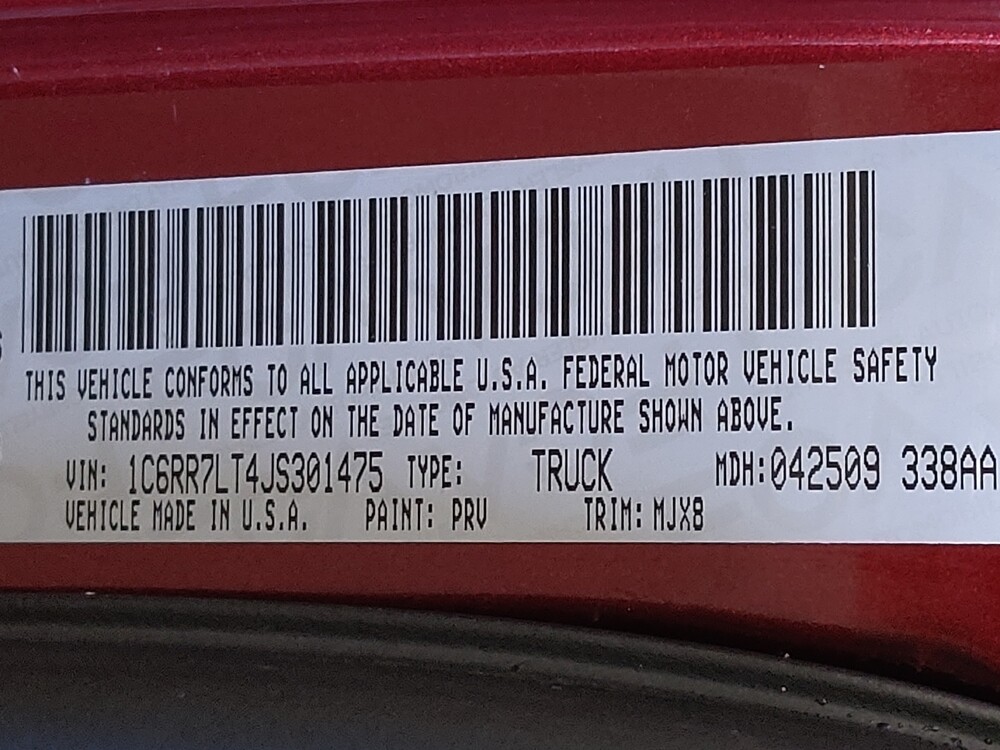 THIS VEHICLE CONFORMS TO ALL APPLICABLE U.S.A. FEDERAL MOTOR VEHICLE SAFETY
STANDARDS IN EFFECT ON THE DATE OF MANUFACTURE SHOWN ABOVE.
VIN: 1C6RR7LT4JS301475 TYPE: TRUCK MDH:042509 338AA
VEHICLE MADE IN U.S.A. PAINT: PRV TRIM: MJX8